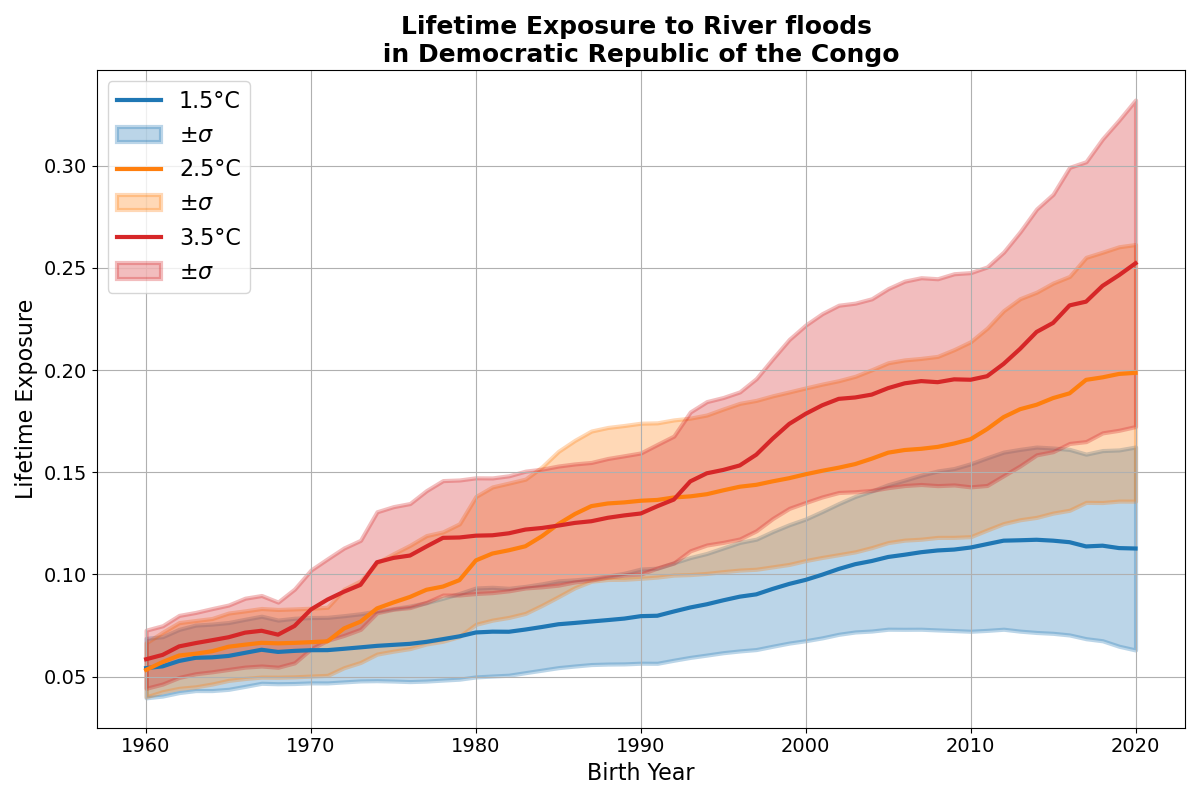 Lifetime Exposure to River floods
in Democratic Republic of the Congo
1.5°C
±σ
2.5°C
±σ
3.5°C
±σ
Lifetime Exposure
0.30
0.25
0.20
0.15
0.10
0.05
1960 1970 1980 1990 2000 2010 2020
Birth Year